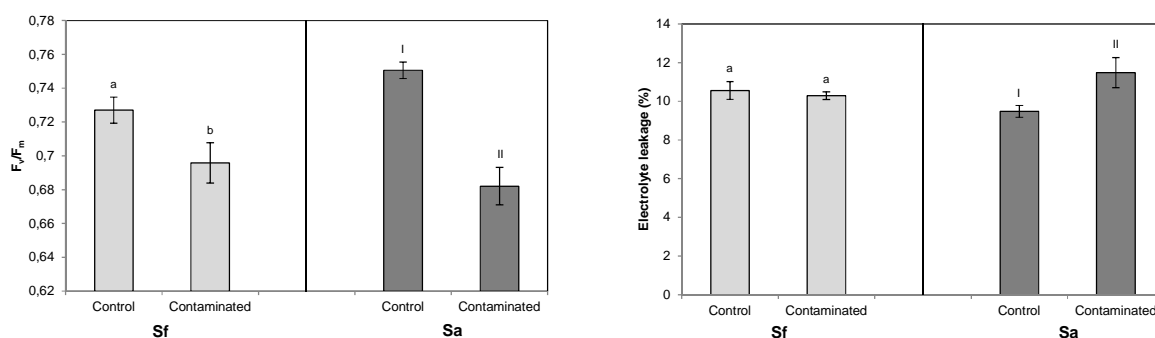 0,78
0,76
0,74
0,72
0,7
0,68
0,66
0,64
0,62
Fv/Fm
a
b
I
II
Control Contaminated Control Contaminated
Sf Sa
14
12
10
8
6
4
2
0
Electrolyte leakage (%)
a
a
I
II
Control Contaminated Control Contaminated
Sf Sa